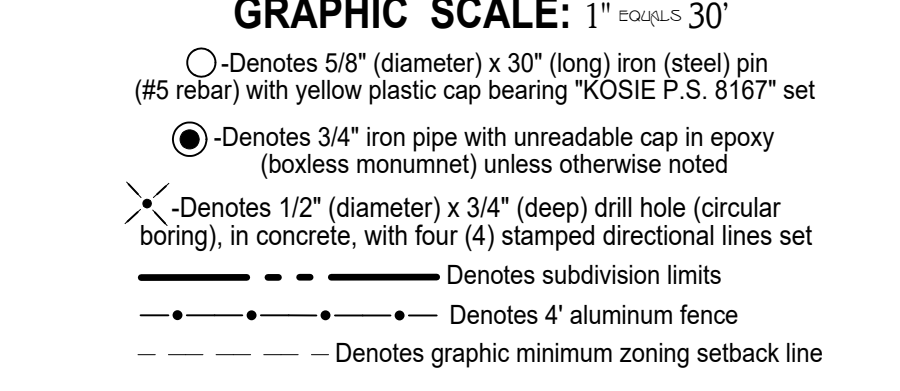 GRAPHIC SCALE: 1" EQUALS 30'
-Denotes 5/8" (diameter) x 30" (long) iron (steel) pin
(#5 rebar) with yellow plastic cap bearing "KOSIE P.S. 8167" set
-Denotes 3/4" iron pipe with unreadable cap in epoxy
(boxless monumnet) unless otherwise noted
-Denotes 1/2" (diameter) x 3/4" (deep) drill hole (circular
boring), in concrete, with four (4) stamped directional lines set
Denotes subdivision limits
Denotes 4' aluminum fence
Denotes graphic minimum zoning setback line